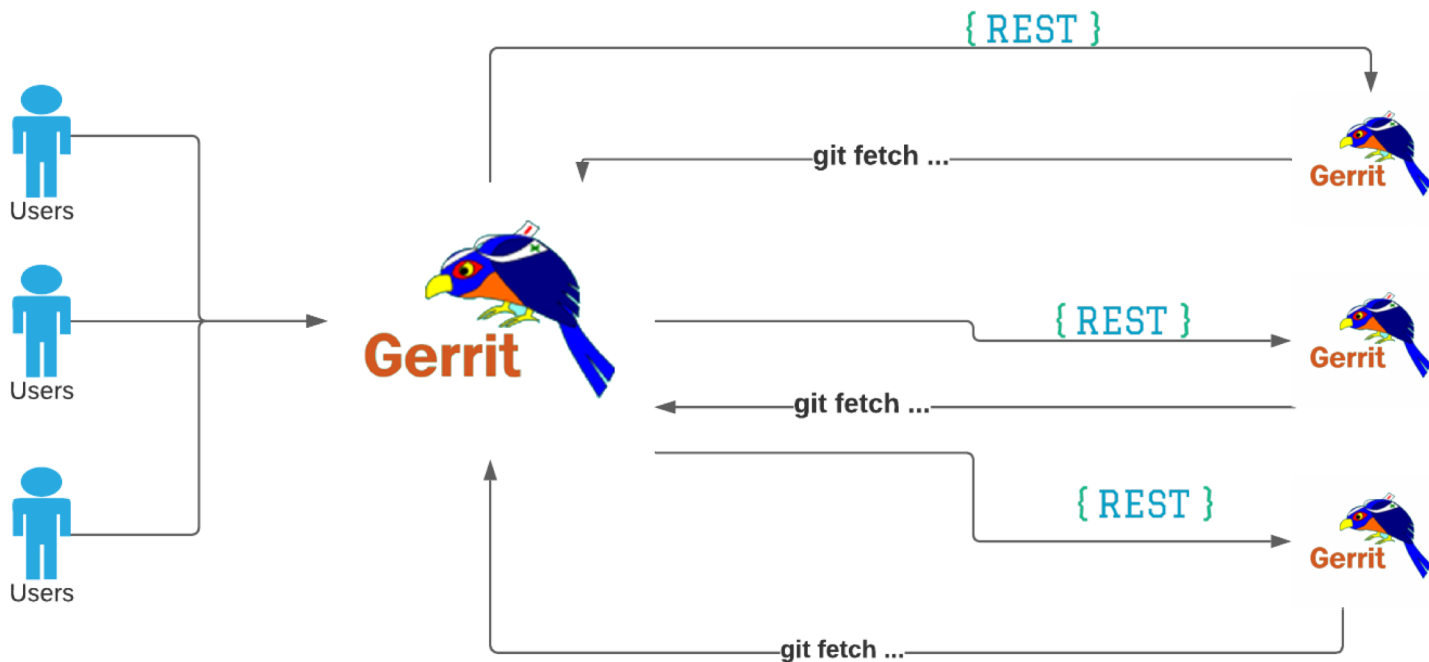 { REST }
git fetch ...
Gerrit
Users
Gerrit
{ REST }
Gerrit
Users
git fetch ...
{ REST }
Gerrit
Users
git fetch ...